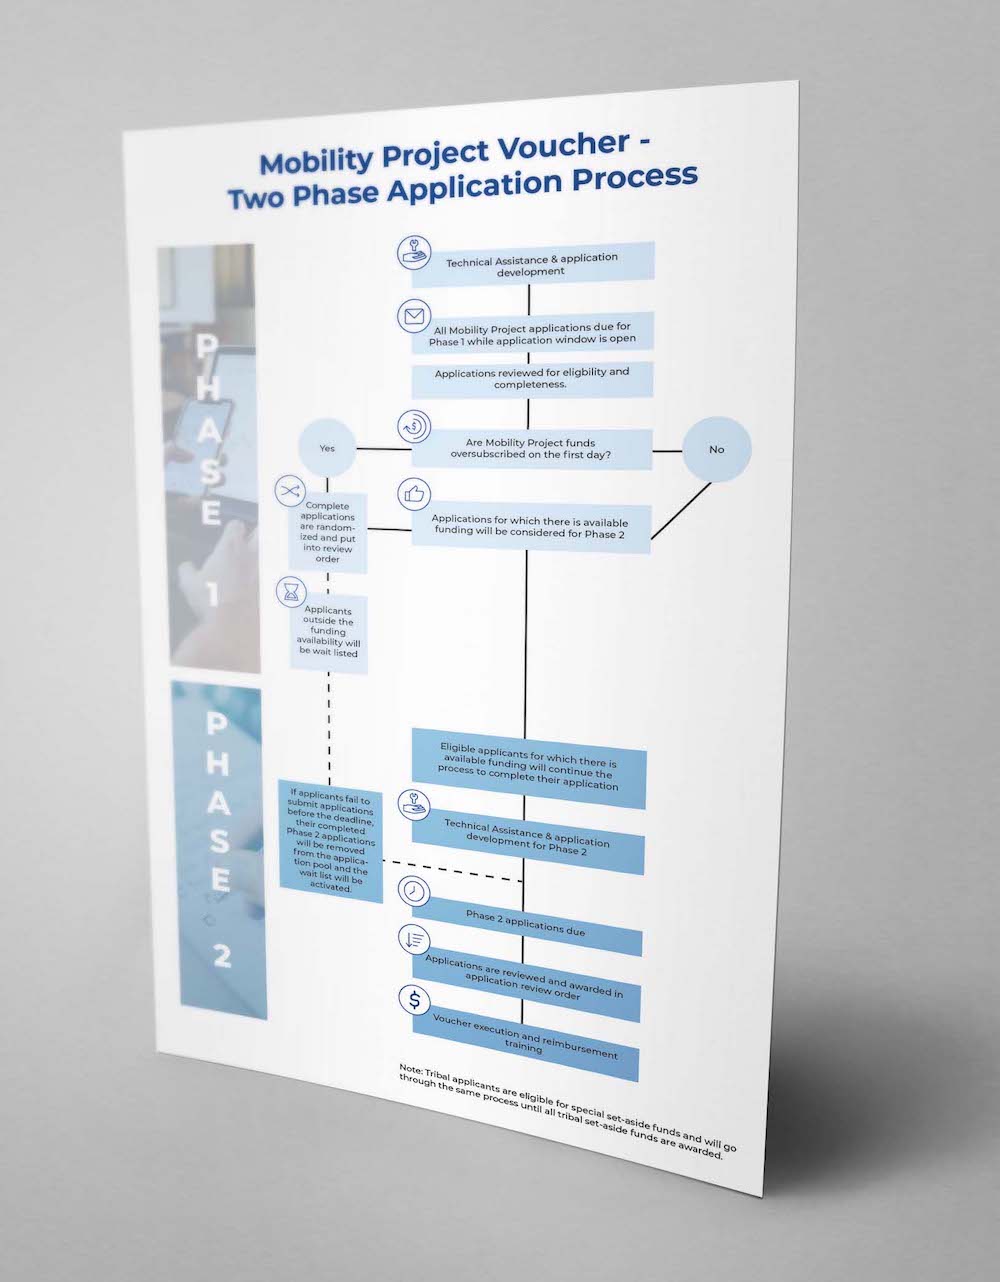 Mobility Project Voucher -
Two Phase Application Process
PHASE 1
Technical Assistance & application
development
All Mobility Project applications due for
Phase 1 while application window is open
Applications reviewed for eligbility and
completeness.
Yes
Are Mobility Project funds
oversubscribed on the first day?
No
Complete
applications
are random-
ized and put
into review
order
Applications for which there is available
funding will be considered for Phase 2
Applicants
outside the
funding
availability will
be wait listed
PHASE 2
Eligible applicants for which there is
available funding will continue the
process to complete their application
If applicants fail to
submit applications
before the deadline,
their completed
Phase 2 applications
will be removed
from the applica-
tion pool and the
wait list will be
activated.
Technical Assistance & application
development for Phase 2
Phase 2 applications due
Applications are reviewed and awarded in
application review order
$
Voucher execution and reimbursement
training
Note: Tribal applicants are eligible for special set-aside funds and will go
through the same process until all tribal set-aside funds are awarded.